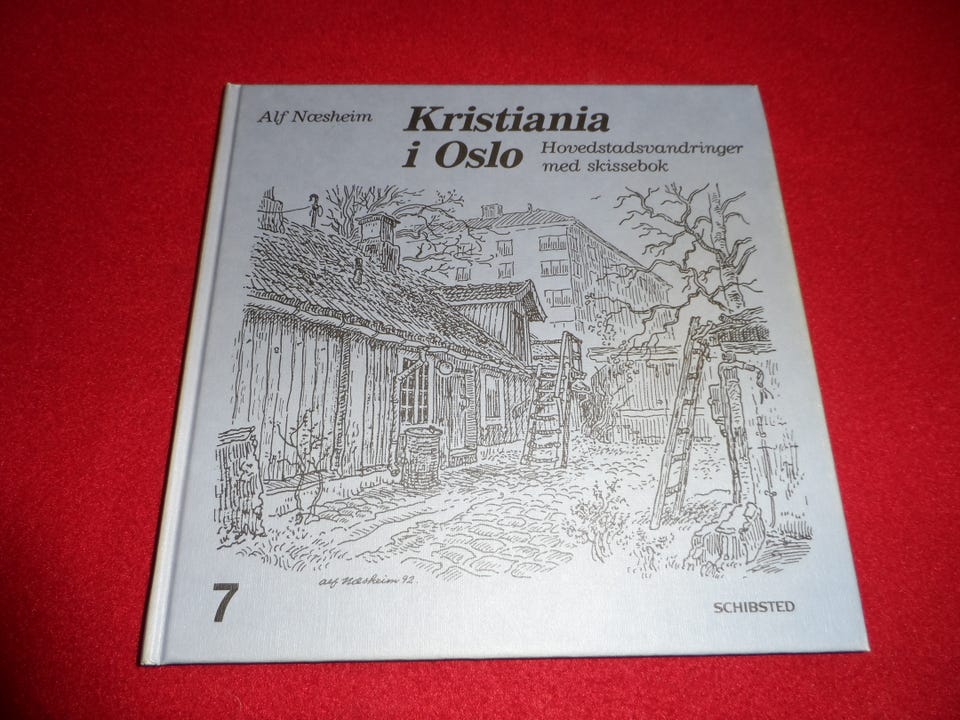 Alf Næsheim
Kristiania
i Oslo
Hovedstadsvandringer
med skissebok
alf næsheim 92.
7
SCHIBSTED